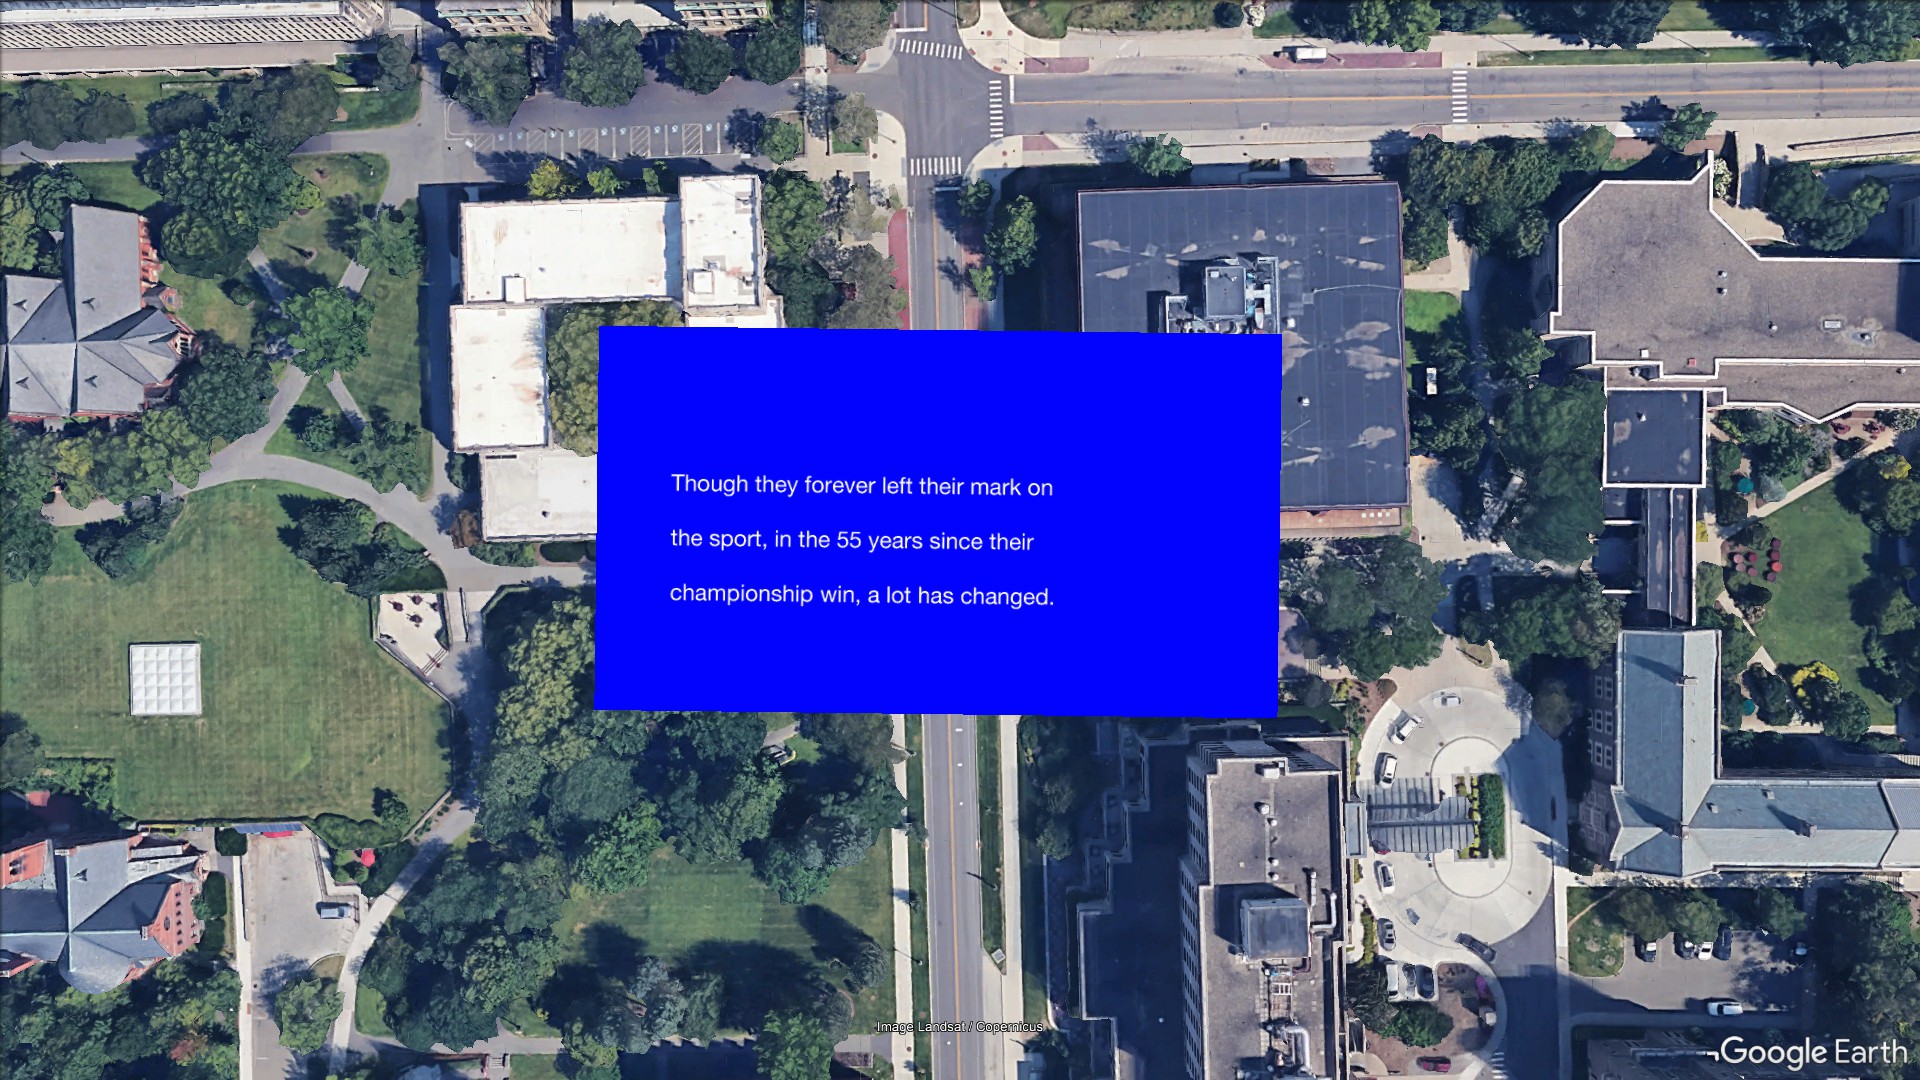 Though they forever left their mark on
the sport, in the 55 years since their
championship win, a lot has changed.
Image Landsat / Copernicus
Google Earth